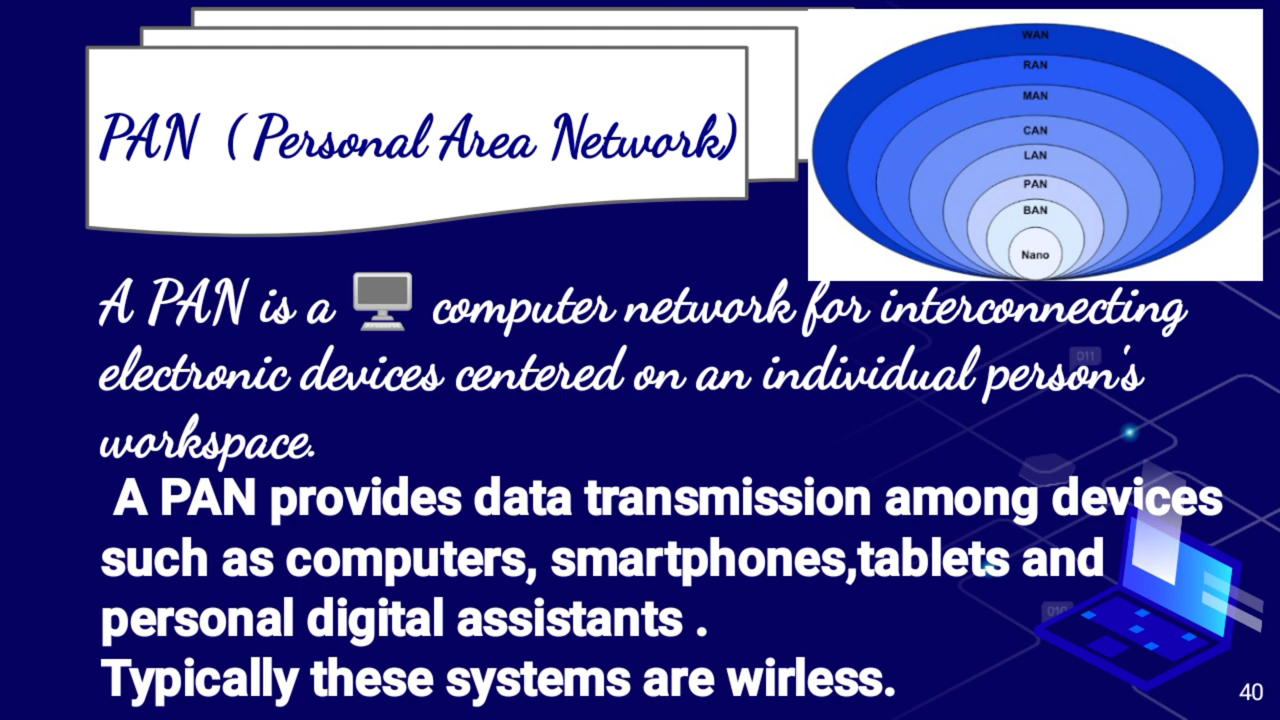 PAN ( Personal Area Network)
WAN
RAN
MAN
CAN
LAN
PAN
BAN
Nano
A PAN is a computer network for interconnecting
electronic devices centered on an individual person's
workspace.
A PAN provides data transmission among devices
such as computers, smartphones,tablets and
personal digital assistants .
Typically these systems are wirless.
D11
D10
40